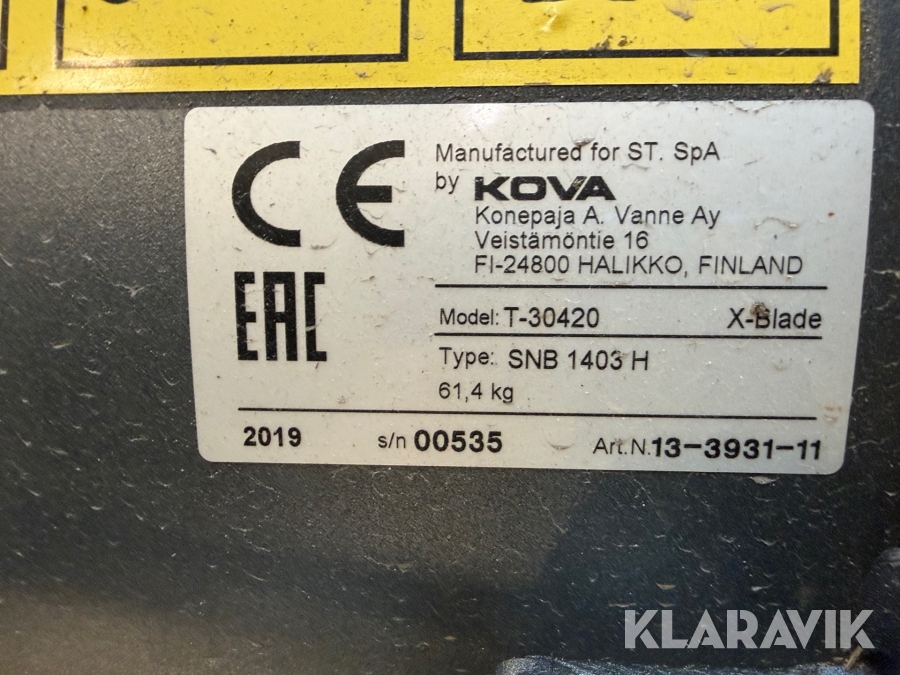 CE
Manufactured for ST. SpA
by KOVA
Konepaja A. Vanne Ay
Veistämöntie 16
FI-24800 HALIKKO, FINLAND
EAC
Model: T-30420 X-Blade
Type: SNB 1403 H
61,4 kg
2019 s/n 00535 Art.N.13-3931-11
KLARAVIK